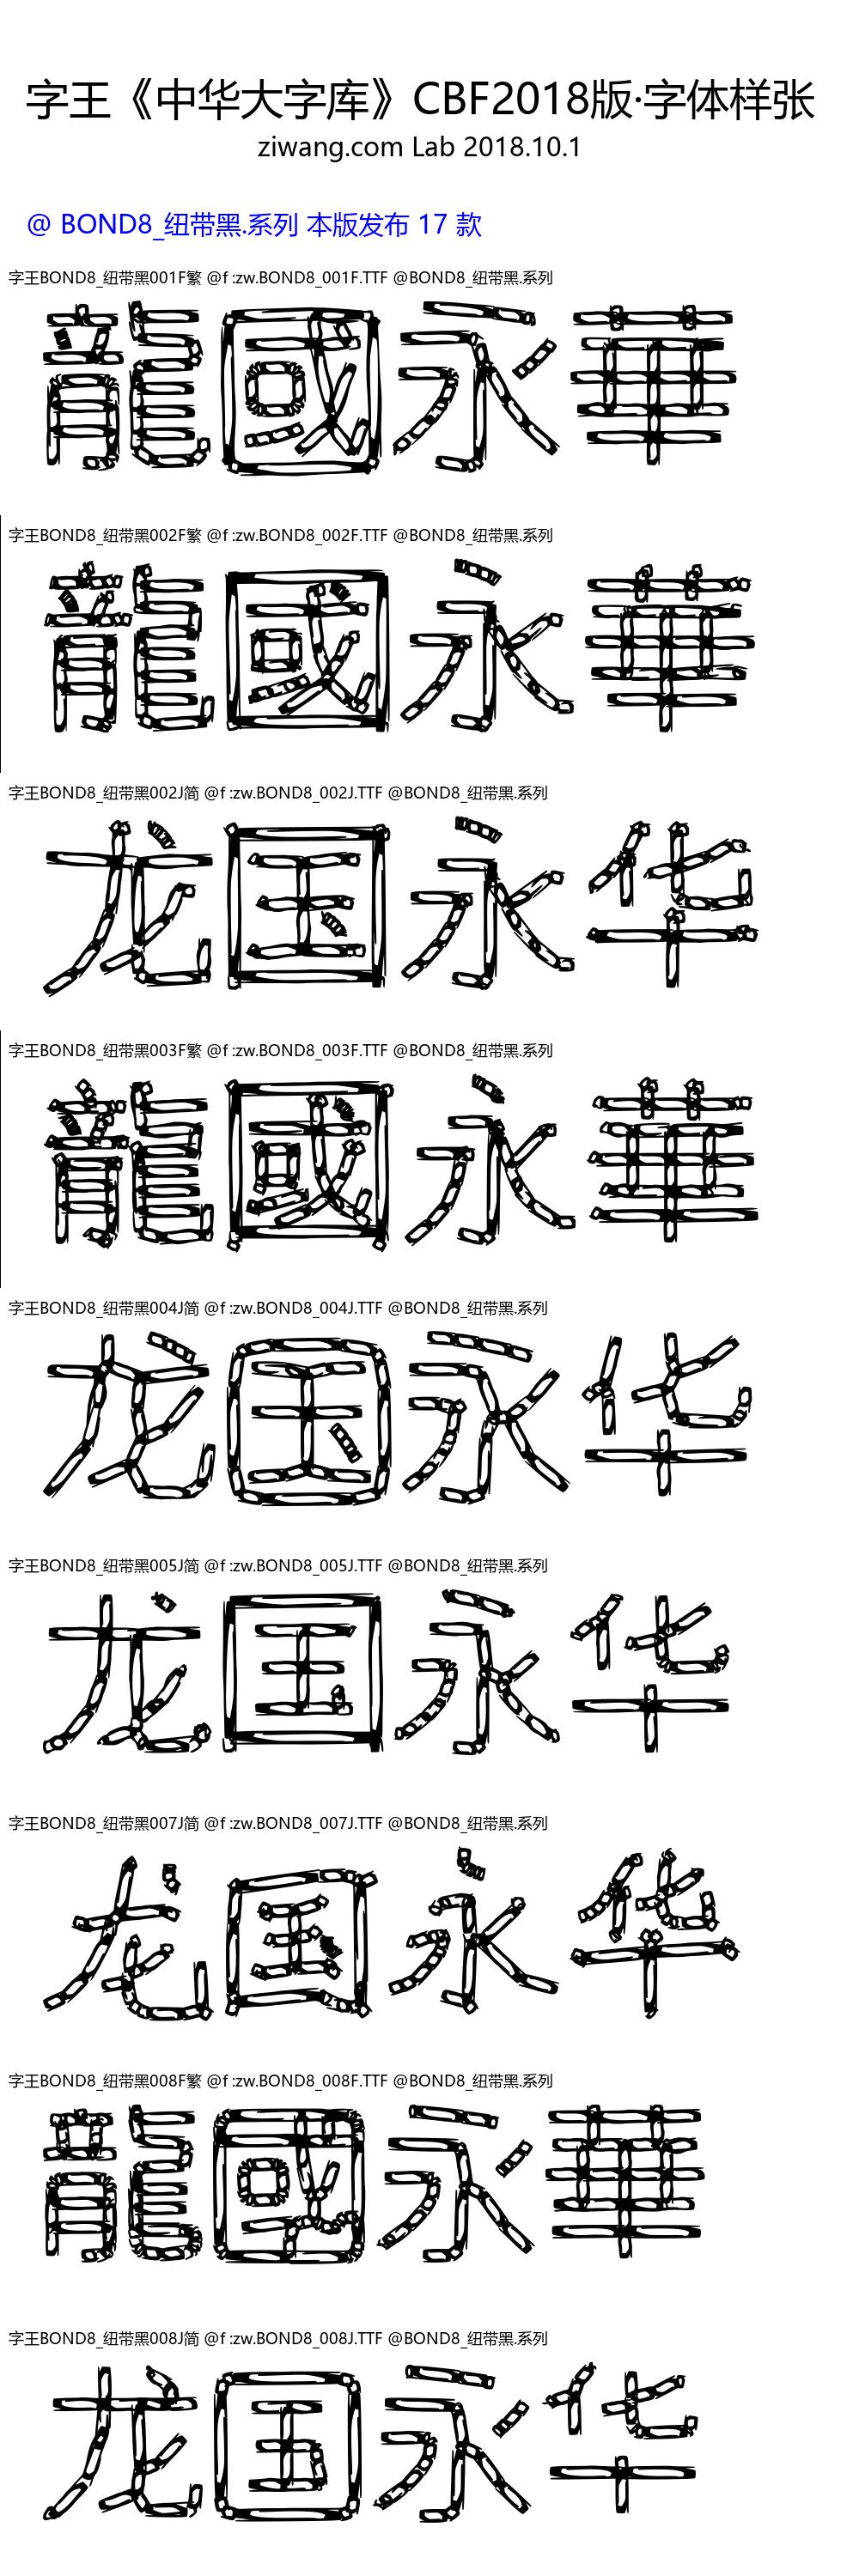 字王《中华大字库》CBF2018版·字体样张
ziwang.com Lab 2018.10.1
@ BOND8_纽带黑.系列 本版发布 17 款
字王BOND8_纽带黑001F繁 @f :zw.BOND8_001F.TTF @BOND8_纽带黑.系列
龍國永華
字王BOND8_纽带黑002F繁 @f :zw.BOND8_002F.TTF @BOND8_纽带黑.系列
龍國永華
字王BOND8_纽带黑002J简 @f :zw.BOND8_002J.TTF @BOND8_纽带黑.系列
龙国永华
字王BOND8_纽带黑003F繁 @f :zw.BOND8_003F.TTF @BOND8_纽带黑.系列
龍國永華
字王BOND8_纽带黑004J简 @f :zw.BOND8_004J.TTF @BOND8_纽带黑.系列
龙国永华
字王BOND8_纽带黑005J简 @f :zw.BOND8_005J.TTF @BOND8_纽带黑.系列
龙国永华
字王BOND8_纽带黑007J简 @f :zw.BOND8_007J.TTF @BOND8_纽带黑.系列
龙国永华
字王BOND8_纽带黑008F繁 @f :zw.BOND8_008F.TTF @BOND8_纽带黑.系列
龍國永華
字王BOND8_纽带黑008J简 @f :zw.BOND8_008J.TTF @BOND8_纽带黑.系列
龙国永华